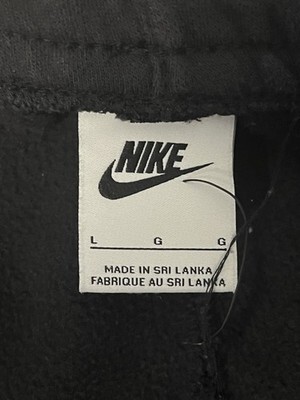 NIKE
L G G
MADE IN SRI LANKA
FABRIQUE AU SRI LANKA